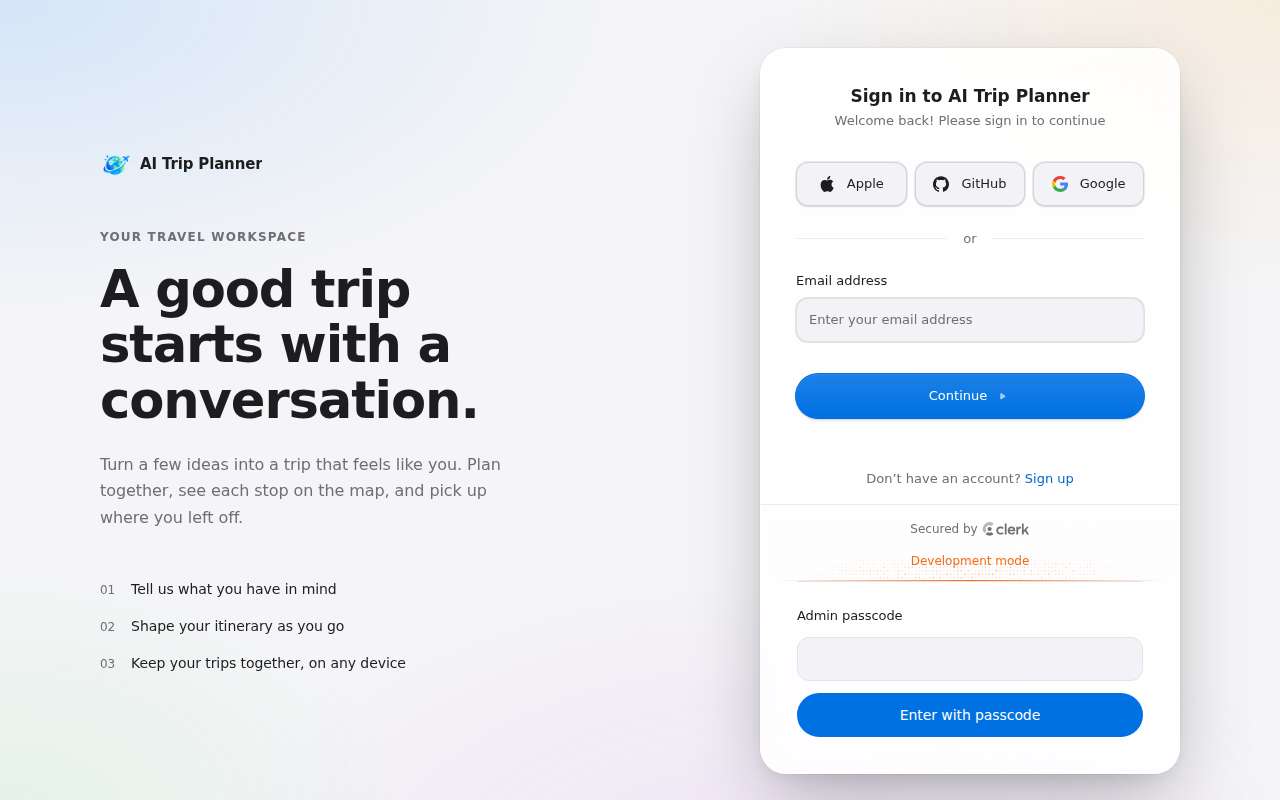 AI Trip Planner
YOUR TRAVEL WORKSPACE
A good trip
starts with a
conversation.
Turn a few ideas into a trip that feels like you. Plan
together, see each stop on the map, and pick up
where you left off.
01 Tell us what you have in mind
02 Shape your itinerary as you go
03 Keep your trips together, on any device
Sign in to AI Trip Planner
Welcome back! Please sign in to continue
Apple GitHub Google
or
Email address
Enter your email address
Continue
Don’t have an account? Sign up
Secured by clerk
Development mode
Admin passcode
Enter with passcode